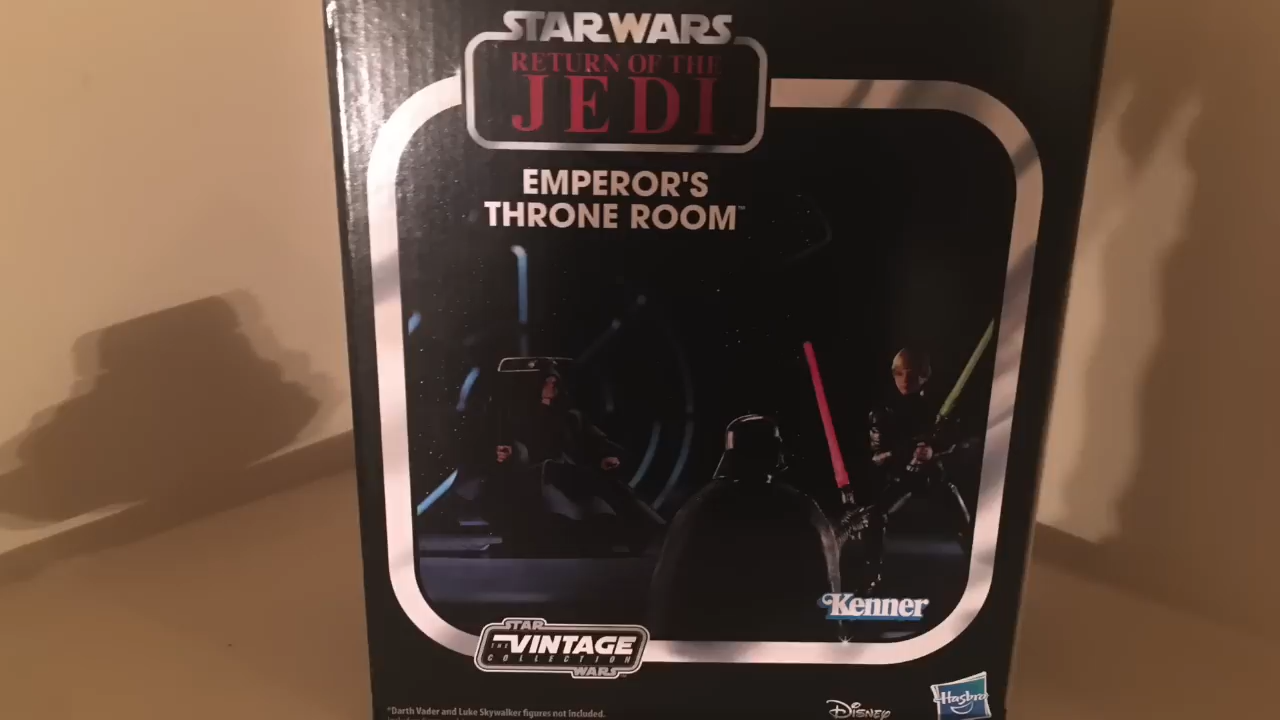 STAR WARS
RETURN OF THE
JEDI
EMPEROR'S
THRONE ROOM™
Kenner
STAR
THE VINTAGE
COLLECTION
WARS
Hasbro
Disney
*Darth Vader and Luke Skywalker figures not included.